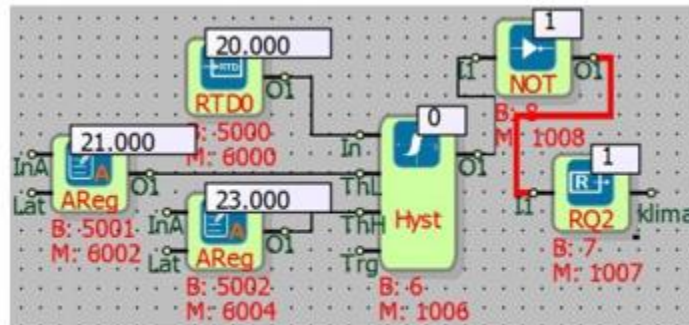 1
20.000
I1
O1
NOT
RTD
RTD0
O1
B: 8
M: 1008
B: 5000
M: 6000
21.000
0
InA
A
O1
Lat
AReg
B: 5001
M: 6002
23.000
InA
A
O1
Lat
AReg
B: 5002
M: 6004
In
ThL
ThH
Trg
O1
Hyst
B: 6
M: 1006
1
I1
R
klima
RQ2
B: 7
M: 1007